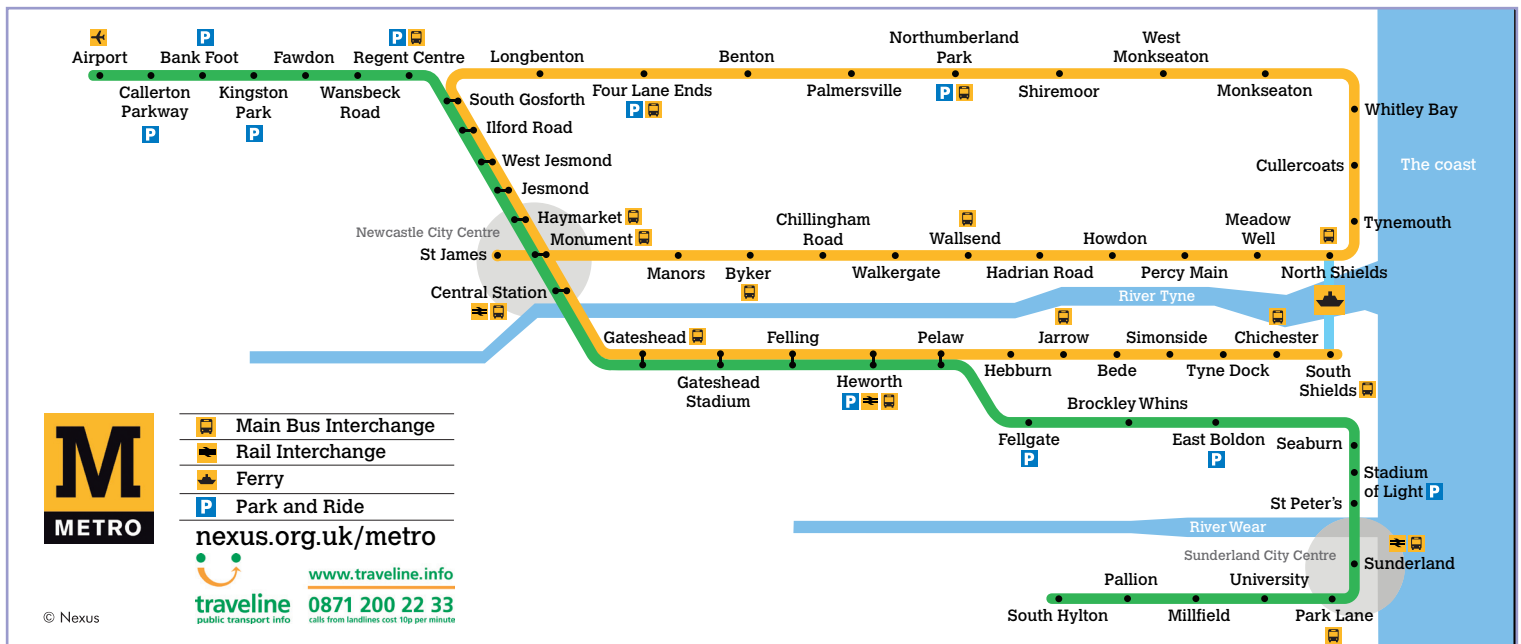 Airport
Callerton
Parkway
P
Bank Foot
P
Kingston
Park
P
Fawdon
Wansbeck
Road
Regent Centre
P
Longbenton
Four Lane Ends
P
Benton
Palmersville
Northumberland
Park
P
Shiremoor
West
Monkseaton
Monkseaton
South Gosforth
Ilford Road
West Jesmond
Jesmond
Haymarket
Newcastle City Centre
Monument
St James
Central Station
Manors
Byker
Chillingham
Road
Walkergate
Wallsend
Hadrian Road
Howdon
Percy Main
Meadow
Well
North Shields
Whitley Bay
Cullercoats
Tynemouth
The coast
River Tyne
Gateshead
Gateshead
Stadium
Felling
Heworth
P
Pelaw
Hebburn
Jarrow
Bede
Simonside
Tyne Dock
Chichester
South
Shields
Fellgate
P
Brockley Whins
East Boldon
P
Seaburn
Stadium
of Light P
St Peter's
River Wear
Sunderland City Centre
Sunderland
Park Lane
University
Millfield
Pallion
South Hylton
M
METRO
Main Bus Interchange
Rail Interchange
Ferry
P Park and Ride
nexus.org.uk/metro
traveline
public transport info
www.traveline.info
0871 200 22 33
calls from landlines cost 10p per minute
© Nexus